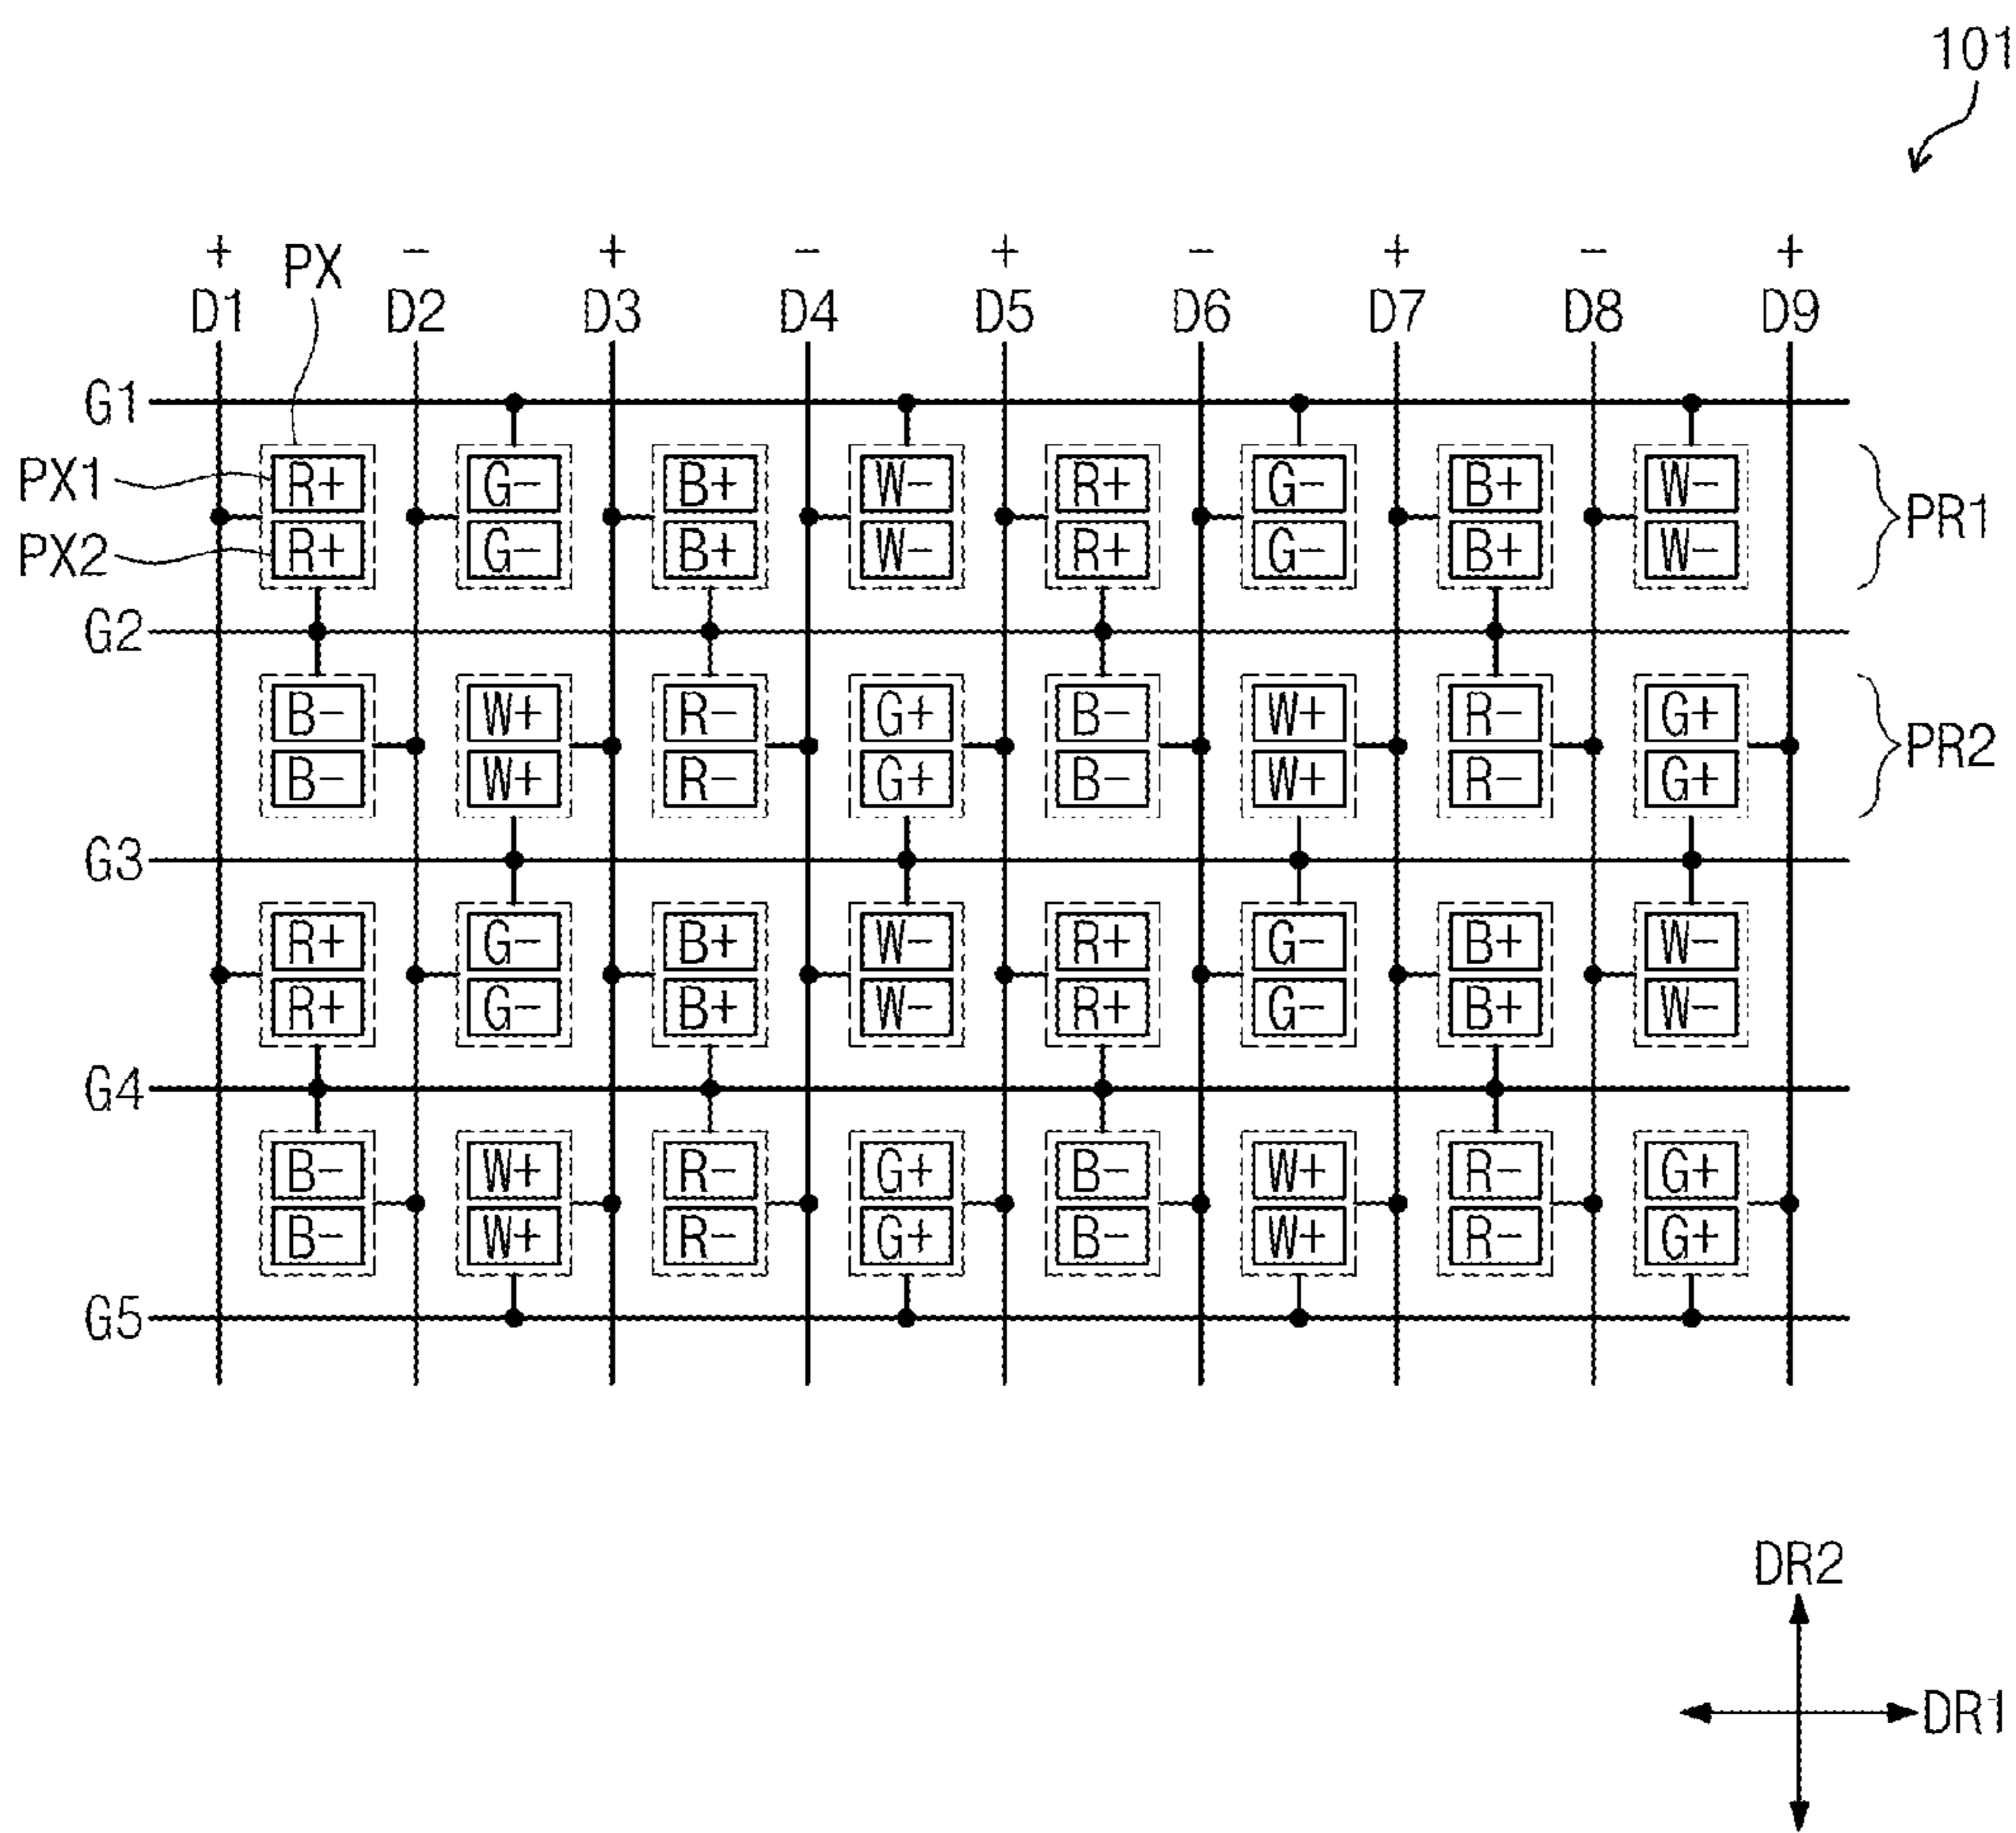 101
+ - + - + - + - +
PX
D1 D2 D3 D4 D5 D6 D7 D8 D9
G1
PX1 R+ G- B+ W- R+ G- B+ W-
PR1
PX2 R+ G- B+ W- R+ G- B+ W-
G2
B- W+ R- G+ B- W+ R- G+
PR2
B- W+ R- G+ B- W+ R- G+
G3
R+ G- B+ W- R+ G- B+ W-
R+ G- B+ W- R+ G- B+ W-
G4
B- W+ R- G+ B- W+ R- G+
B- W+ R- G+ B- W+ R- G+
G5
DR2
DR1